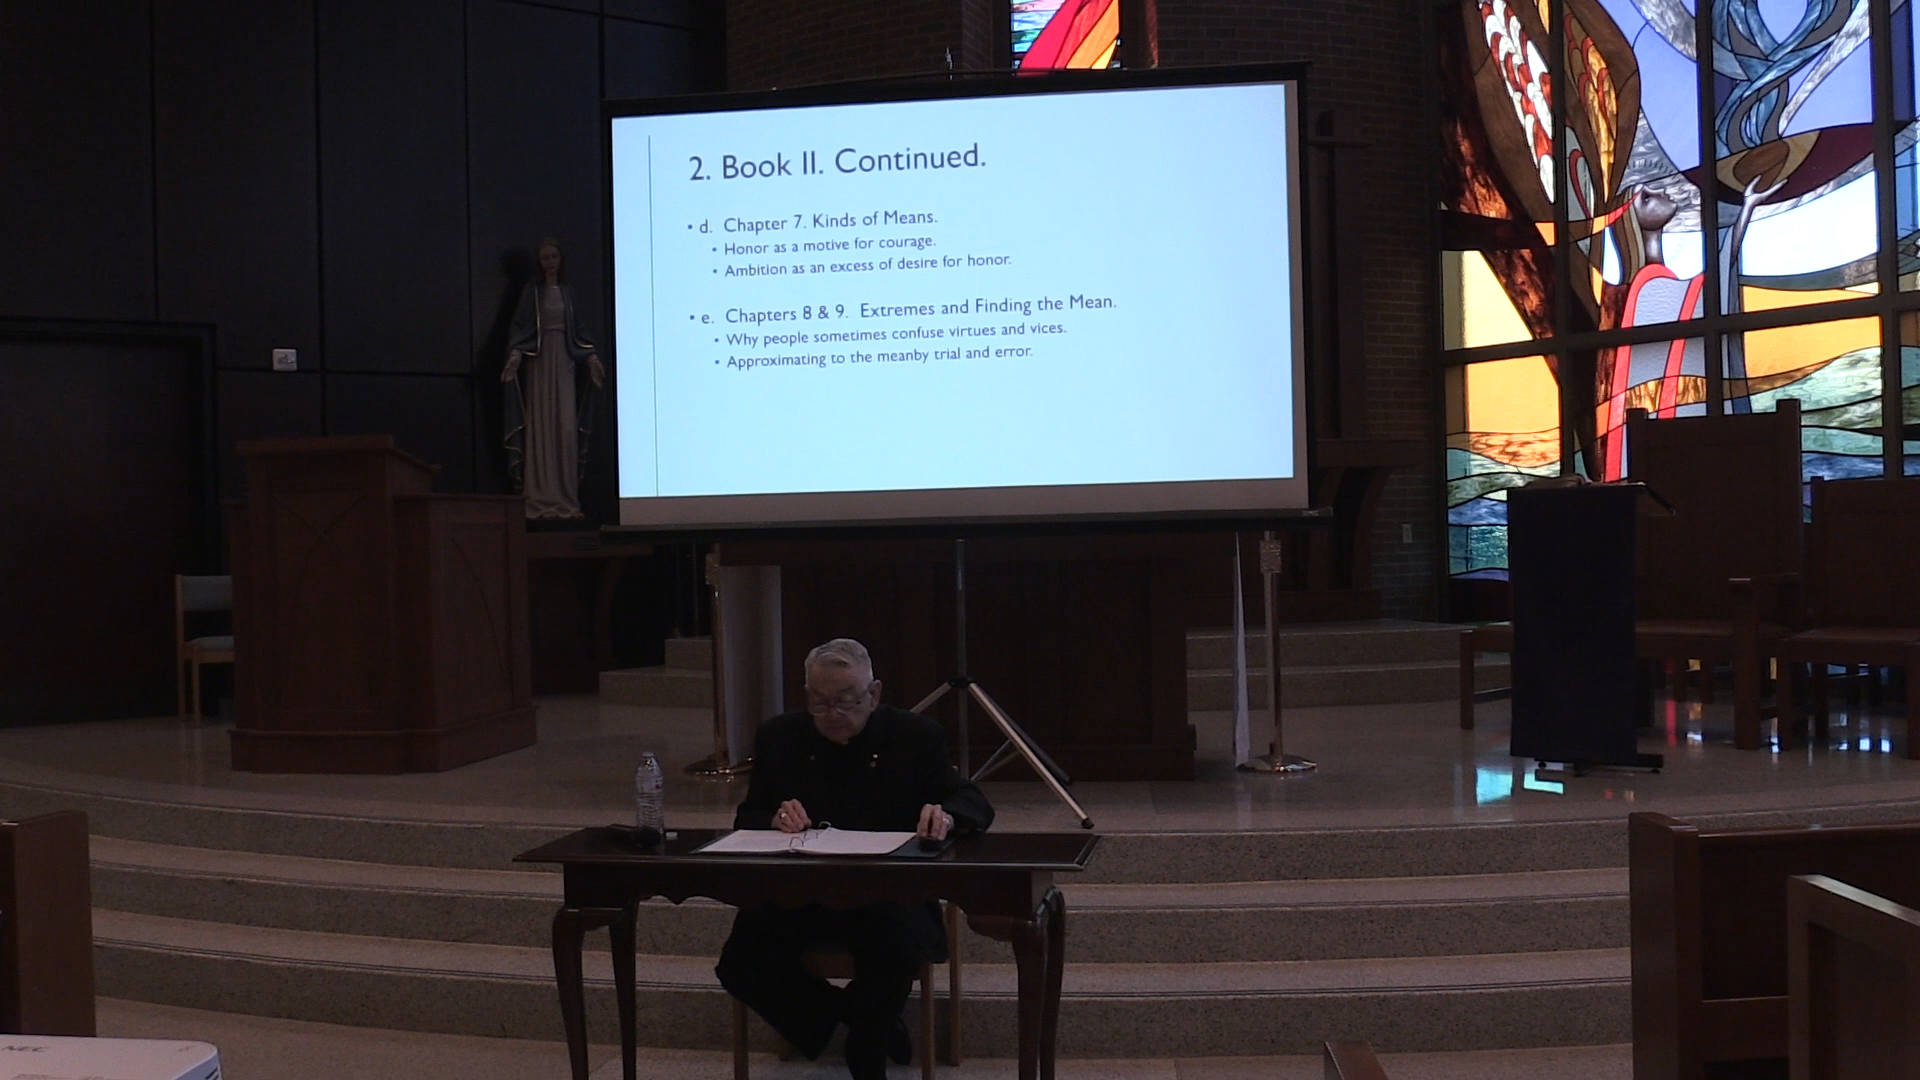 2. Book II. Continued.
• d. Chapter 7. Kinds of Means.
• Honor as a motive for courage.
• Ambition as an excess of desire for honor.
• e. Chapters 8 & 9. Extremes and Finding the Mean.
• Why people sometimes confuse virtues and vices.
• Approximating to the meanby trial and error.
NEC